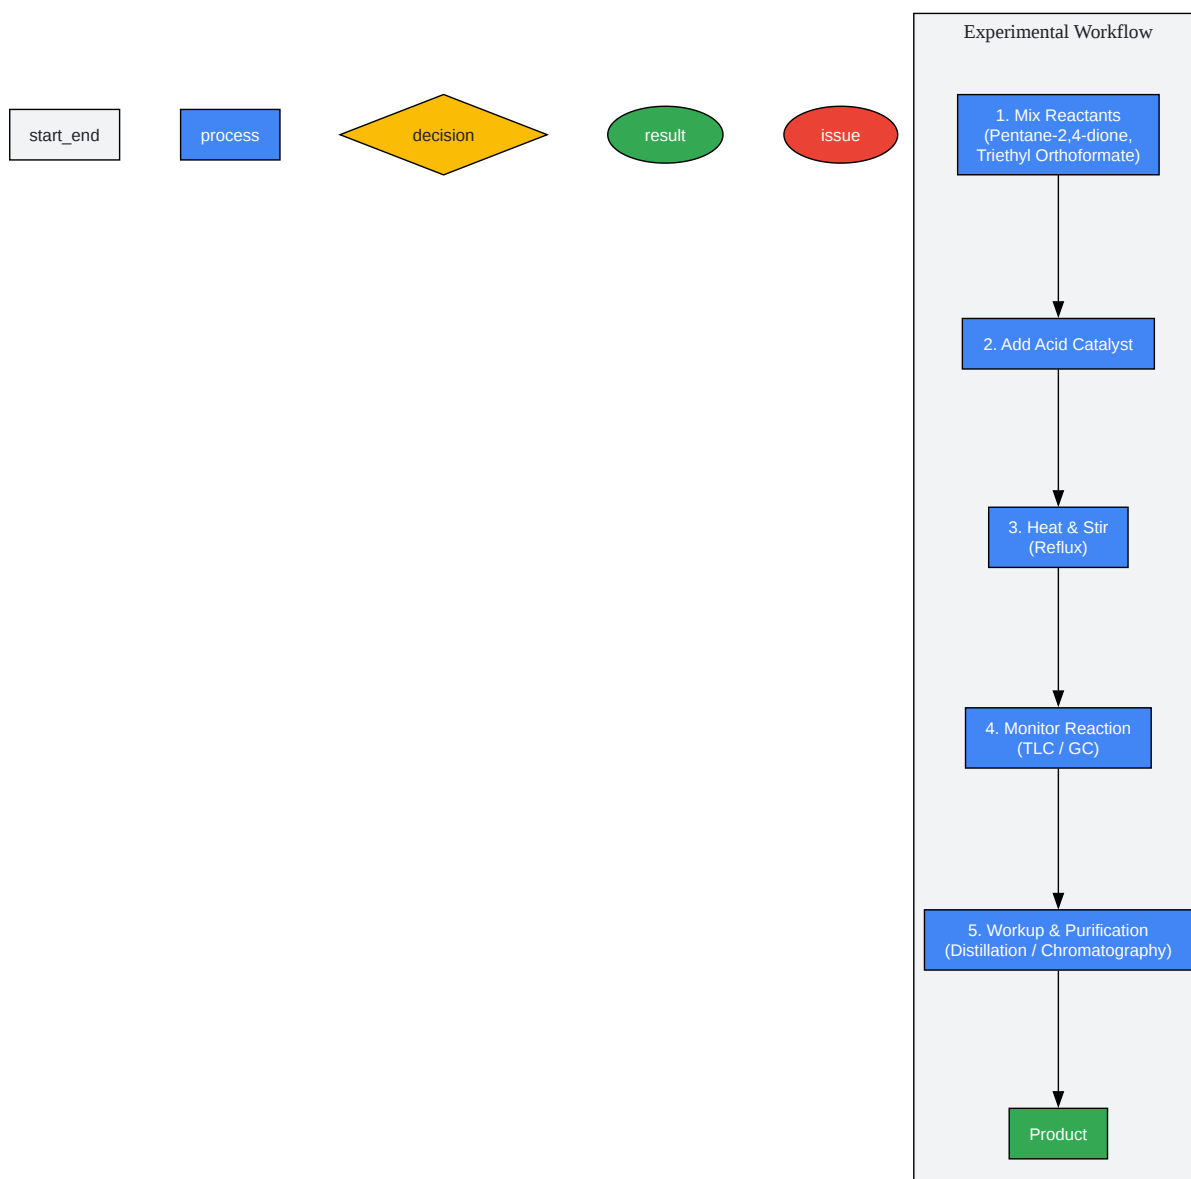 Experimental Workflow
start_end
process
decision
result
issue
1. Mix Reactants
(Pentane-2,4-dione,
Triethyl Orthoformate)
2. Add Acid Catalyst
3. Heat & Stir
(Reflux)
4. Monitor Reaction
(TLC / GC)
5. Workup & Purification
(Distillation / Chromatography)
Product